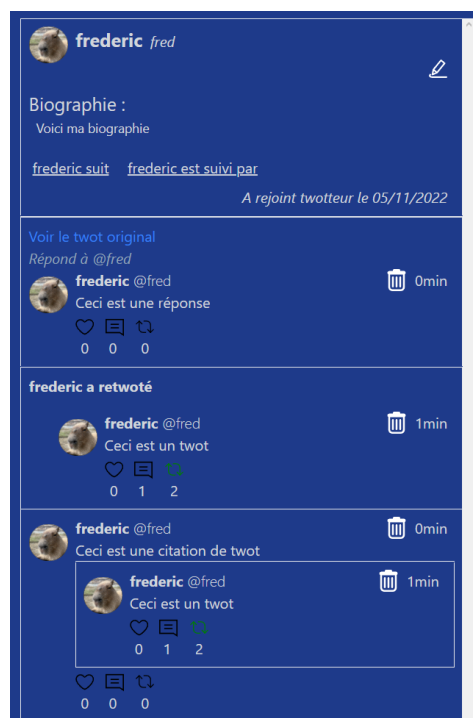 frederic fred
Biographie :
Voici ma biographie
frederic suit frederic est suivi par
A rejoint twotteur le 05/11/2022
Voir le twot original
Répond à @fred
frederic @fred 0min
Ceci est une réponse
0 0 0
frederic a retwoté
frederic @fred 1min
Ceci est un twot
0 1 2
frederic @fred 0min
Ceci est une citation de twot
frederic @fred 1min
Ceci est un twot
0 1 2
0 0 0